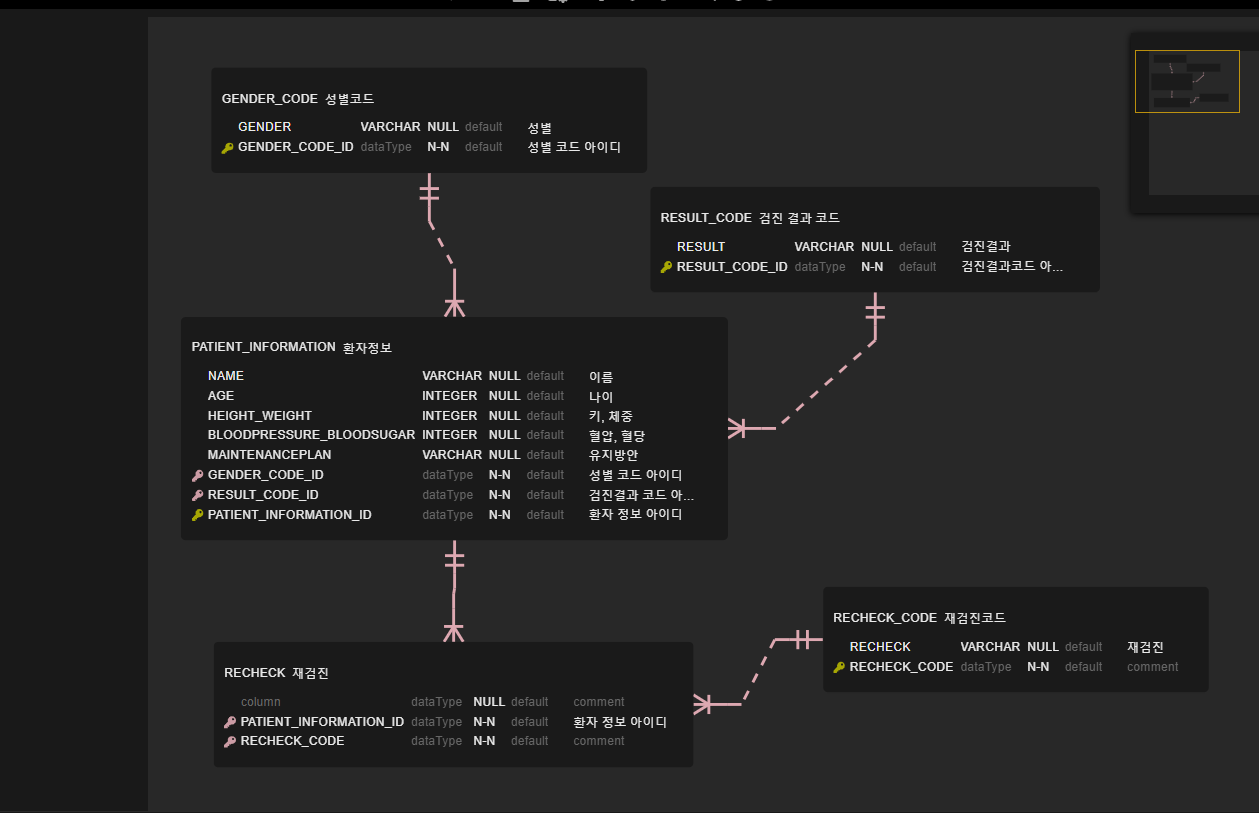 GENDER_CODE 성별코드
GENDER VARCHAR NULL default 성별
GENDER_CODE_ID dataType N-N default 성별 코드 아이디
RESULT_CODE 검진 결과 코드
RESULT VARCHAR NULL default 검진결과
RESULT_CODE_ID dataType N-N default 검진결과코드 아...
PATIENT_INFORMATION 환자정보
NAME VARCHAR NULL default 이름
AGE INTEGER NULL default 나이
HEIGHT_WEIGHT INTEGER NULL default 키, 체중
BLOODPRESSURE_BLOODSUGAR INTEGER NULL default 혈압, 혈당
MAINTENANCEPLAN VARCHAR NULL default 유지방안
GENDER_CODE_ID dataType N-N default 성별 코드 아이디
RESULT_CODE_ID dataType N-N default 검진결과 코드 아...
PATIENT_INFORMATION_ID dataType N-N default 환자 정보 아이디
RECHECK_CODE 재검진코드
RECHECK VARCHAR NULL default 재검진
RECHECK_CODE dataType N-N default comment
RECHECK 재검진
column dataType NULL default comment
PATIENT_INFORMATION_ID dataType N-N default 환자 정보 아이디
RECHECK_CODE dataType N-N default comment